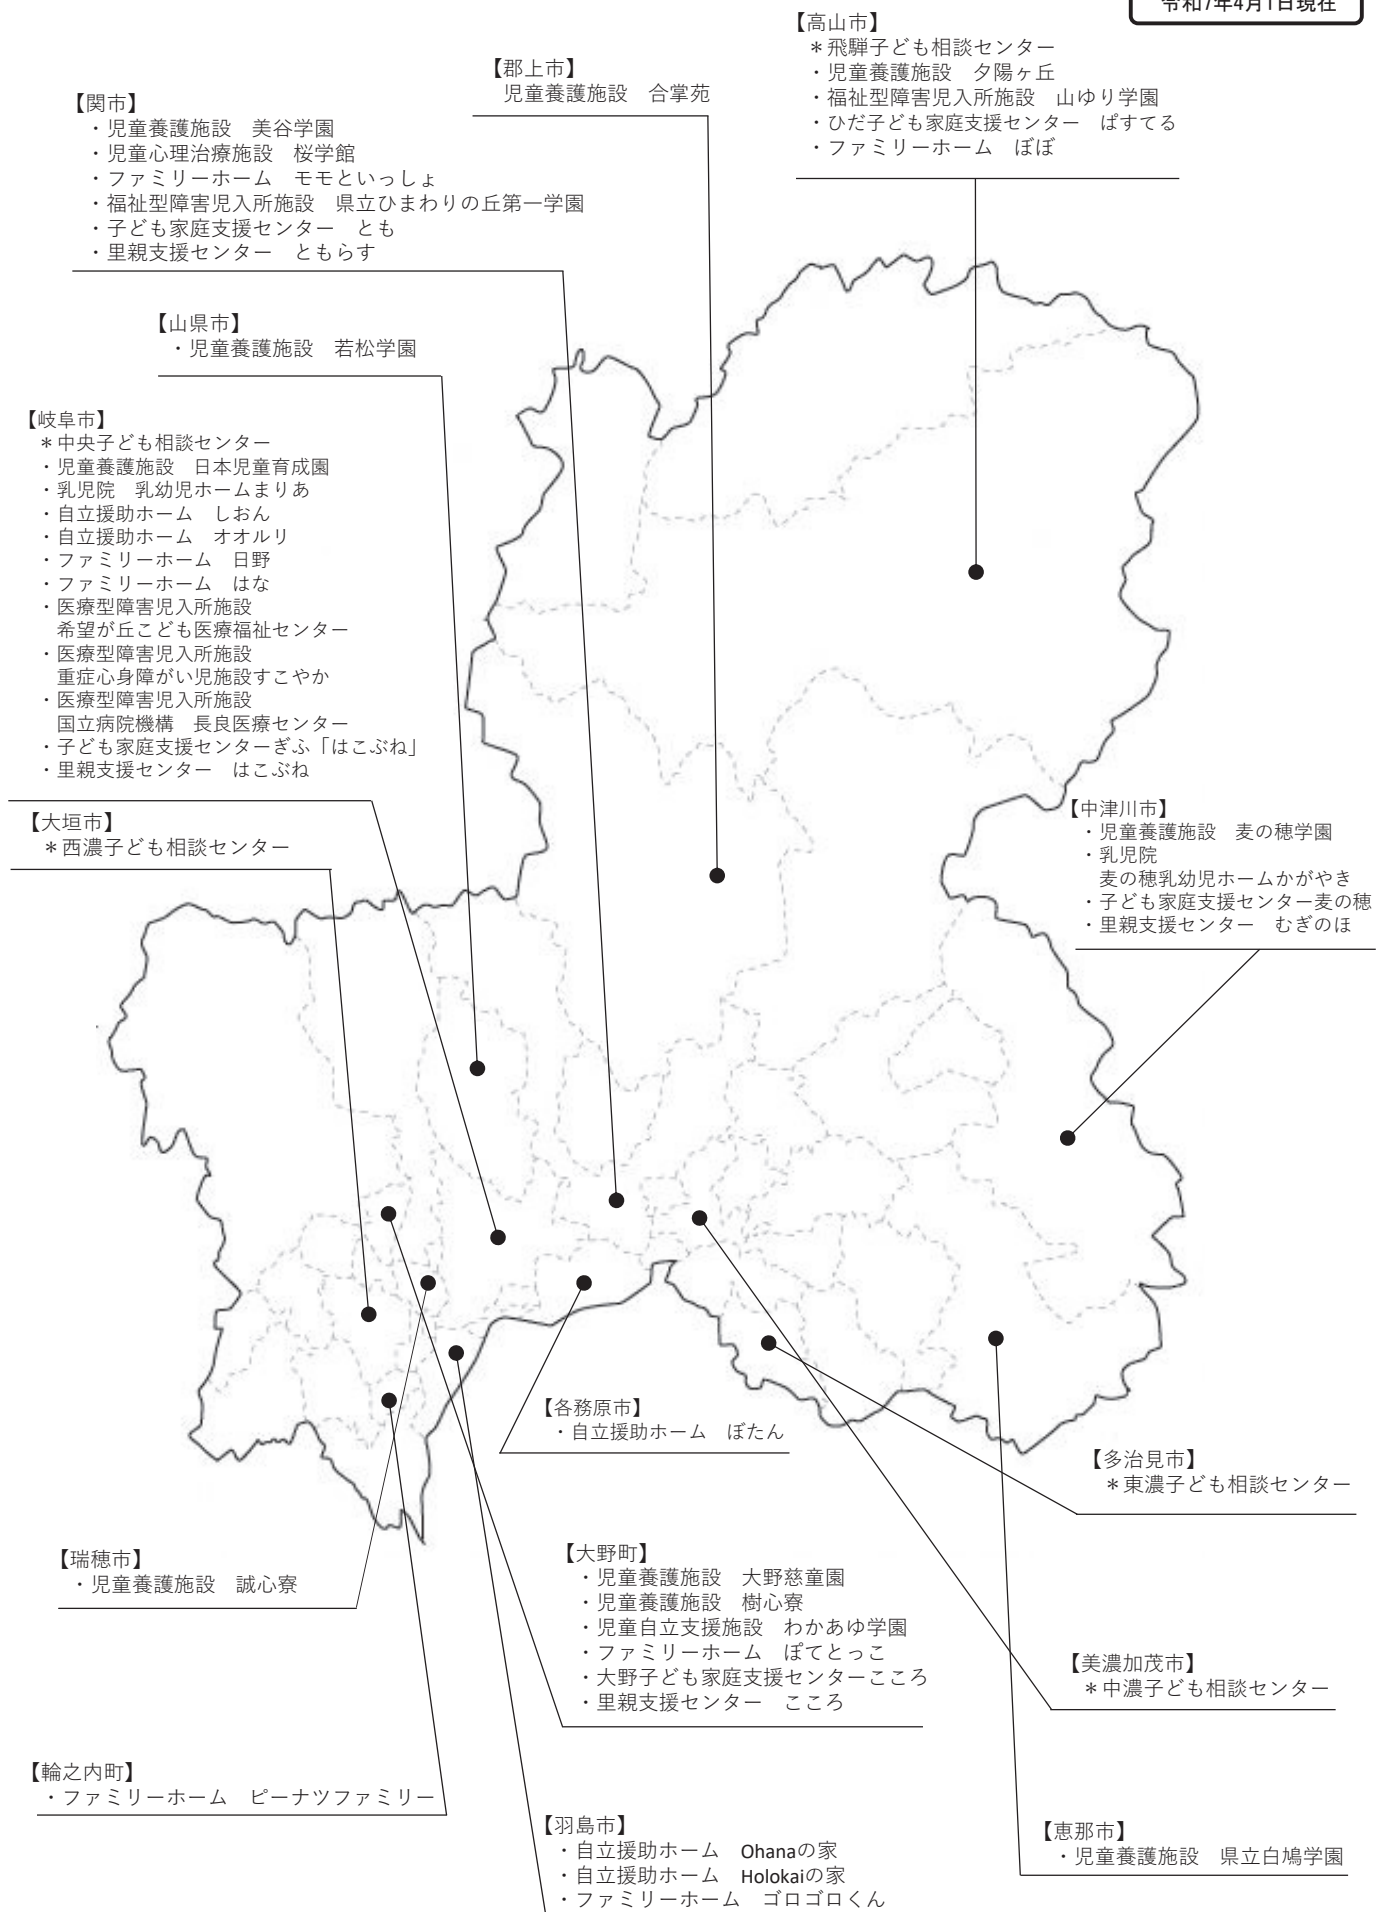 令和7年4月1日現在
【高山市】
＊飛騨子ども相談センター
・児童養護施設　夕陽ヶ丘
・福祉型障害児入所施設　山ゆり学園
・ひだ子ども家庭支援センター　ぱすてる
・ファミリーホーム　ぽぽ
【郡上市】
児童養護施設　合掌苑
【関市】
・児童養護施設　美谷学園
・児童心理治療施設　桜学館
・ファミリーホーム　モモといっしょ
・福祉型障害児入所施設　県立ひまわりの丘第一学園
・子ども家庭支援センター　とも
・里親支援センター　ともらす
【山県市】
・児童養護施設　若松学園
【岐阜市】
＊中央子ども相談センター
・児童養護施設　日本児童育成園
・乳児院　乳幼児ホームまりあ
・自立援助ホーム　しおん
・自立援助ホーム　オオルリ
・ファミリーホーム　日野
・ファミリーホーム　はな
・医療型障害児入所施設
希望が丘こども医療福祉センター
・医療型障害児入所施設
重症心身障がい児施設すこやか
・医療型障害児入所施設
国立病院機構　長良医療センター
・子ども家庭支援センターぎふ「はこぶね」
・里親支援センター　はこぶね
【大垣市】
＊西濃子ども相談センター
【中津川市】
・児童養護施設　麦の穂学園
・乳児院
麦の穂乳幼児ホームかがやき
・子ども家庭支援センター麦の穂
・里親支援センター　むぎのほ
【各務原市】
・自立援助ホーム　ぼたん
【多治見市】
＊東濃子ども相談センター
【瑞穂市】
・児童養護施設　誠心寮
【大野町】
・児童養護施設　大野慈童園
・児童養護施設　樹心寮
・児童自立支援施設　わかあゆ学園
・ファミリーホーム　ぽてとっこ
・大野子ども家庭支援センターこころ
・里親支援センター　こころ
【美濃加茂市】
＊中濃子ども相談センター
【輪之内町】
・ファミリーホーム　ピーナツファミリー
【羽島市】
・自立援助ホーム　Ohanaの家
・自立援助ホーム　Holokaiの家
・ファミリーホーム　ゴロゴロくん
【恵那市】
・児童養護施設　県立白鳩学園